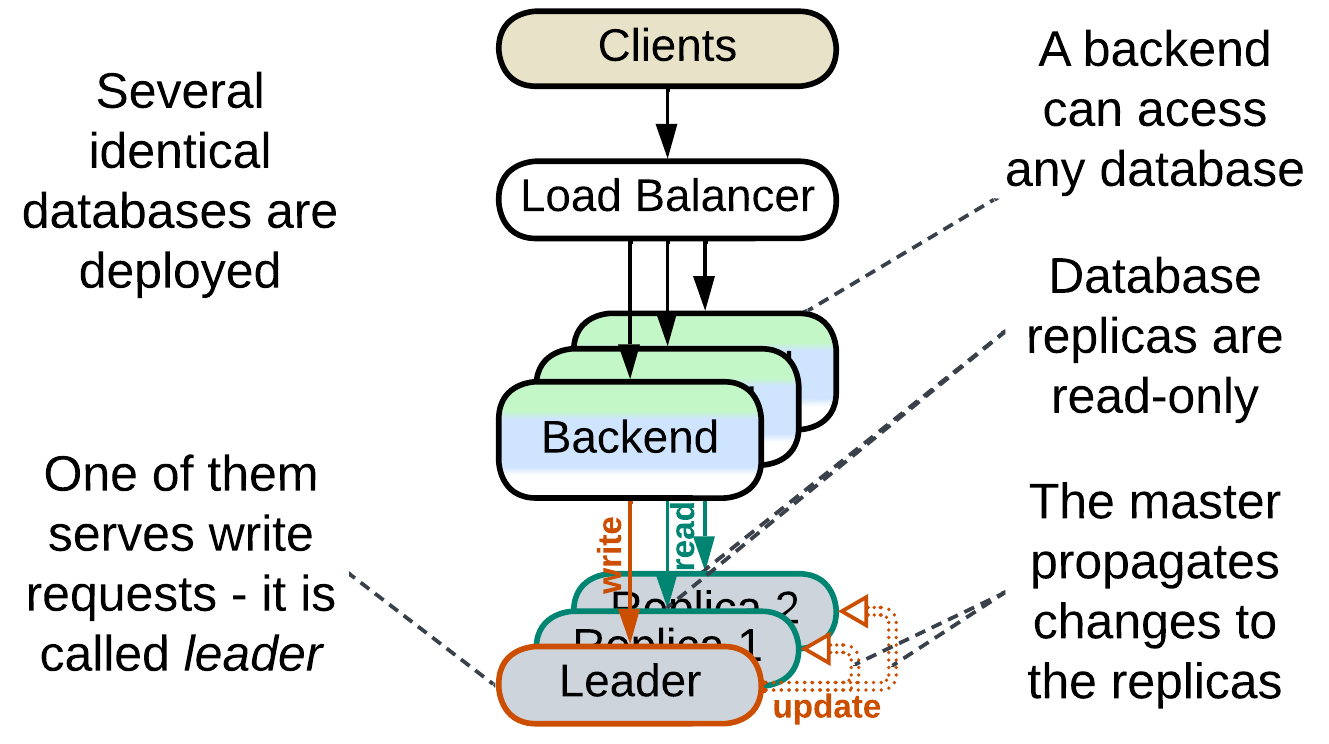 Clients
Load Balancer
Backend
write
read
Replica 2
Replica 1
Leader
update
Several
identical
databases are
deployed
One of them
serves write
requests - it is
called leader
A backend
can acess
any database
Database
replicas are
read-only
The master
propagates
changes to
the replicas